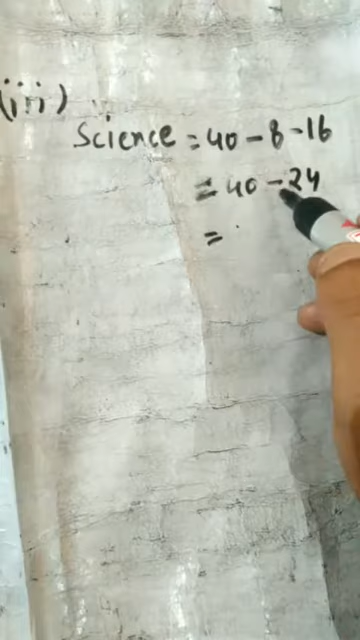 (iii)
Science = 40 - 8 - 16
= 40 - 24
=